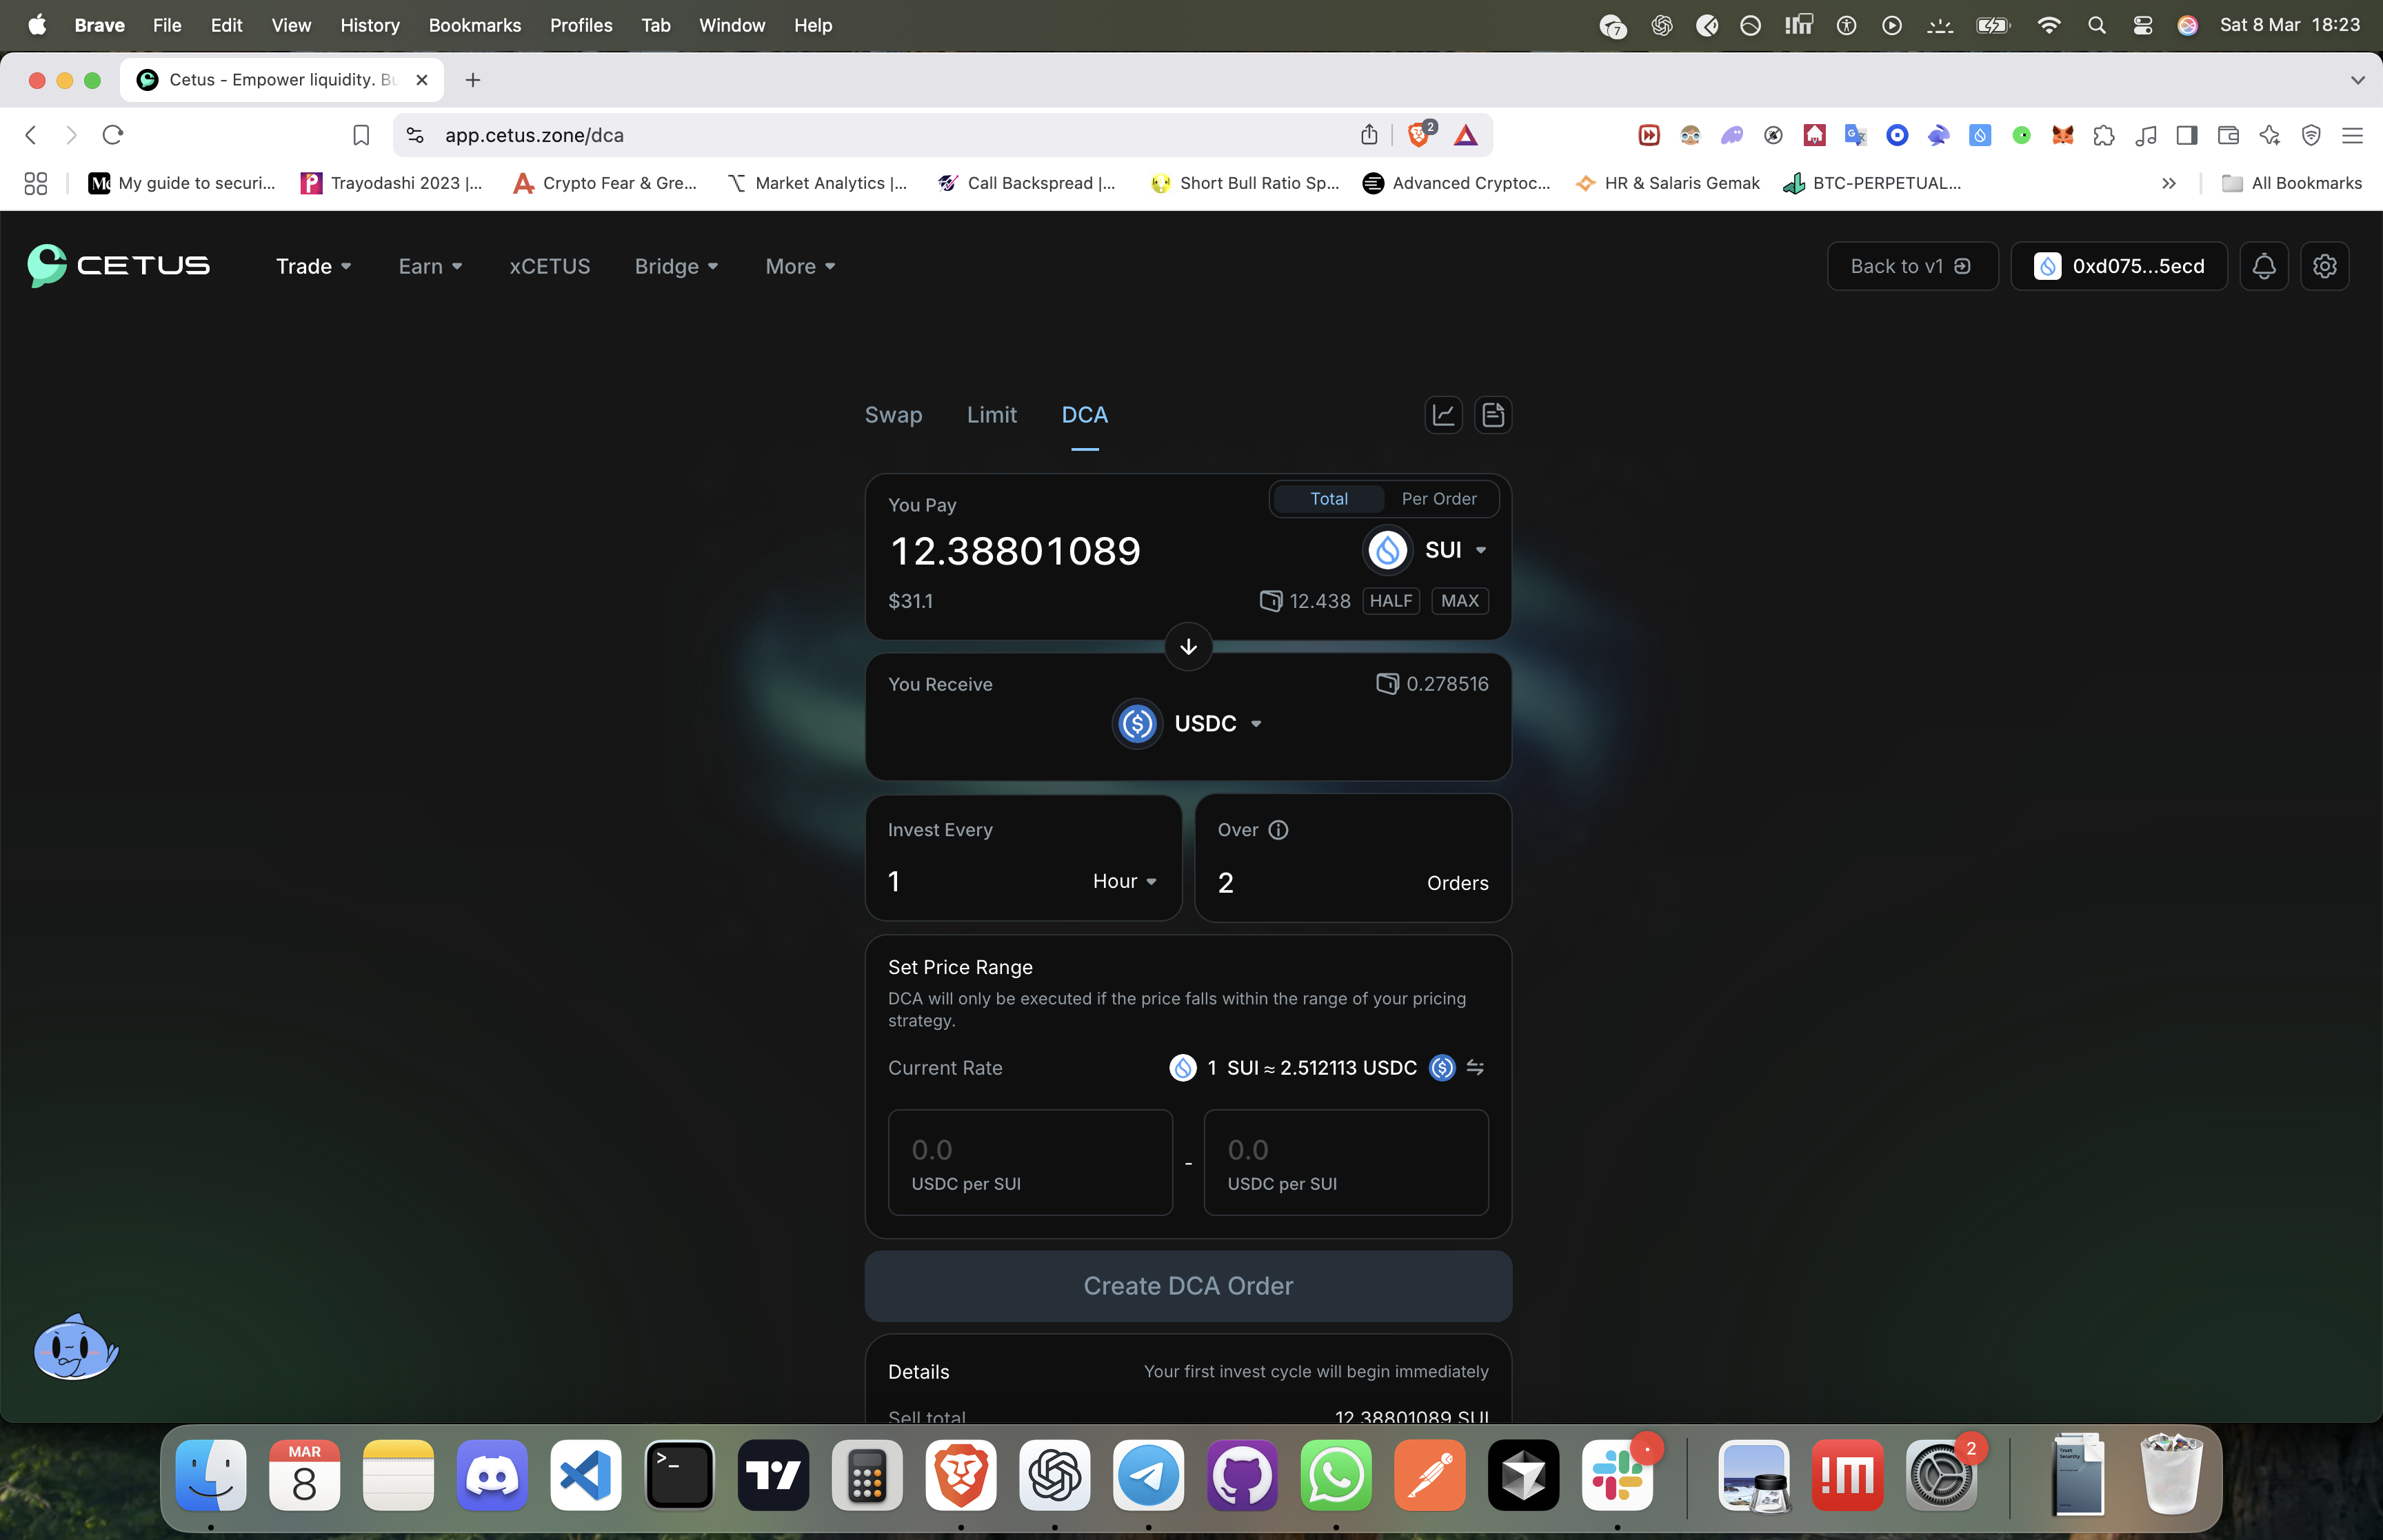 Brave File Edit View History Bookmarks Profiles Tab Window Help
7
Sat 8 Mar 18:23
Cetus - Empower liquidity. Bu
app.cetus.zone/dca
2
My guide to securi...
Trayodashi 2023 |...
Crypto Fear & Gre...
Market Analytics |...
Call Backspread |...
Short Bull Ratio Sp...
Advanced Cryptoc...
HR & Salaris Gemak
BTC-PERPETUAL...
All Bookmarks
CETUS
Trade
Earn
xCETUS
Bridge
More
Back to v1
0xd075...5ecd
Swap Limit DCA
You Pay
Total Per Order
12.38801089
SUI
$31.1
12.438 HALF MAX
You Receive
0.278516
USDC
Invest Every
1 Hour
Over
2 Orders
Set Price Range
DCA will only be executed if the price falls within the range of your pricing
strategy.
Current Rate
1 SUI ≈ 2.512113 USDC
0.0
USDC per SUI
-
0.0
USDC per SUI
Create DCA Order
Details
Your first invest cycle will begin immediately
Sell total
12.38801089 SUI
MAR
8
2